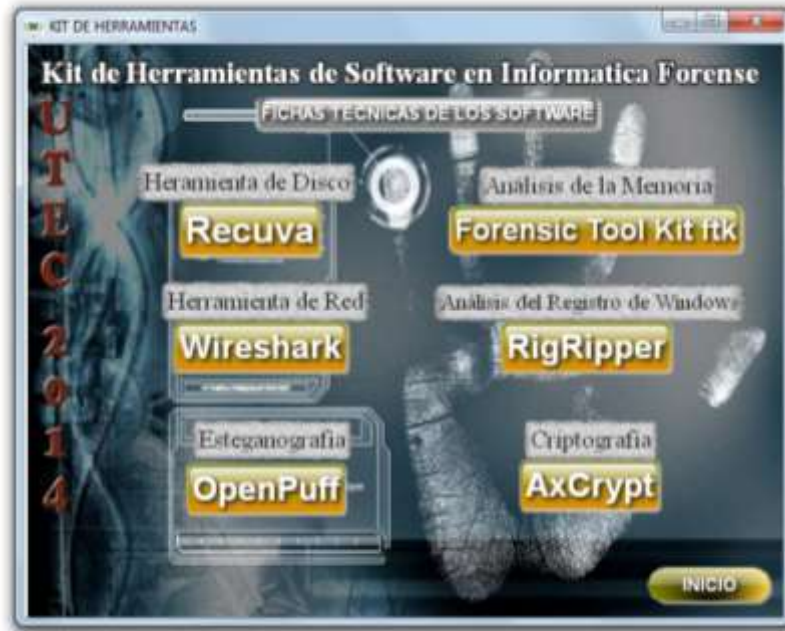 KIT DE HERRAMIENTAS
Kit de Herramientas de Software en Informatica Forense
FICHAS TECNICAS DE LOS SOFTWARE
UTEC 2014
Heramienta de Disco
Recuva
Análisis de la Memoria
Forensic Tool Kit ftk
Herramienta de Red
Wireshark
Análisis del Registro de Windows
RigRipper
Esteganografia
OpenPuff
Criptografia
AxCrypt
INICIO